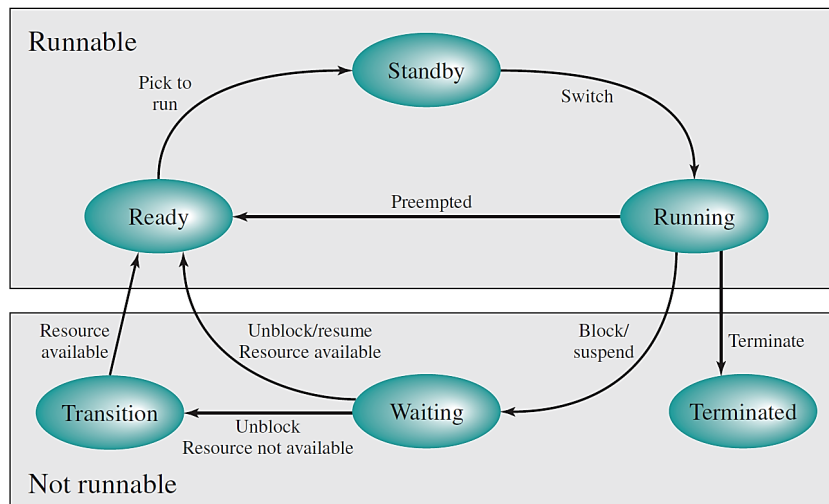 Runnable
Standby
Pick to
run
Switch
Ready
Preempted
Running
Resource
available
Unblock/resume
Resource available
Block/
suspend
Terminate
Transition
Waiting
Terminated
Unblock
Resource not available
Not runnable